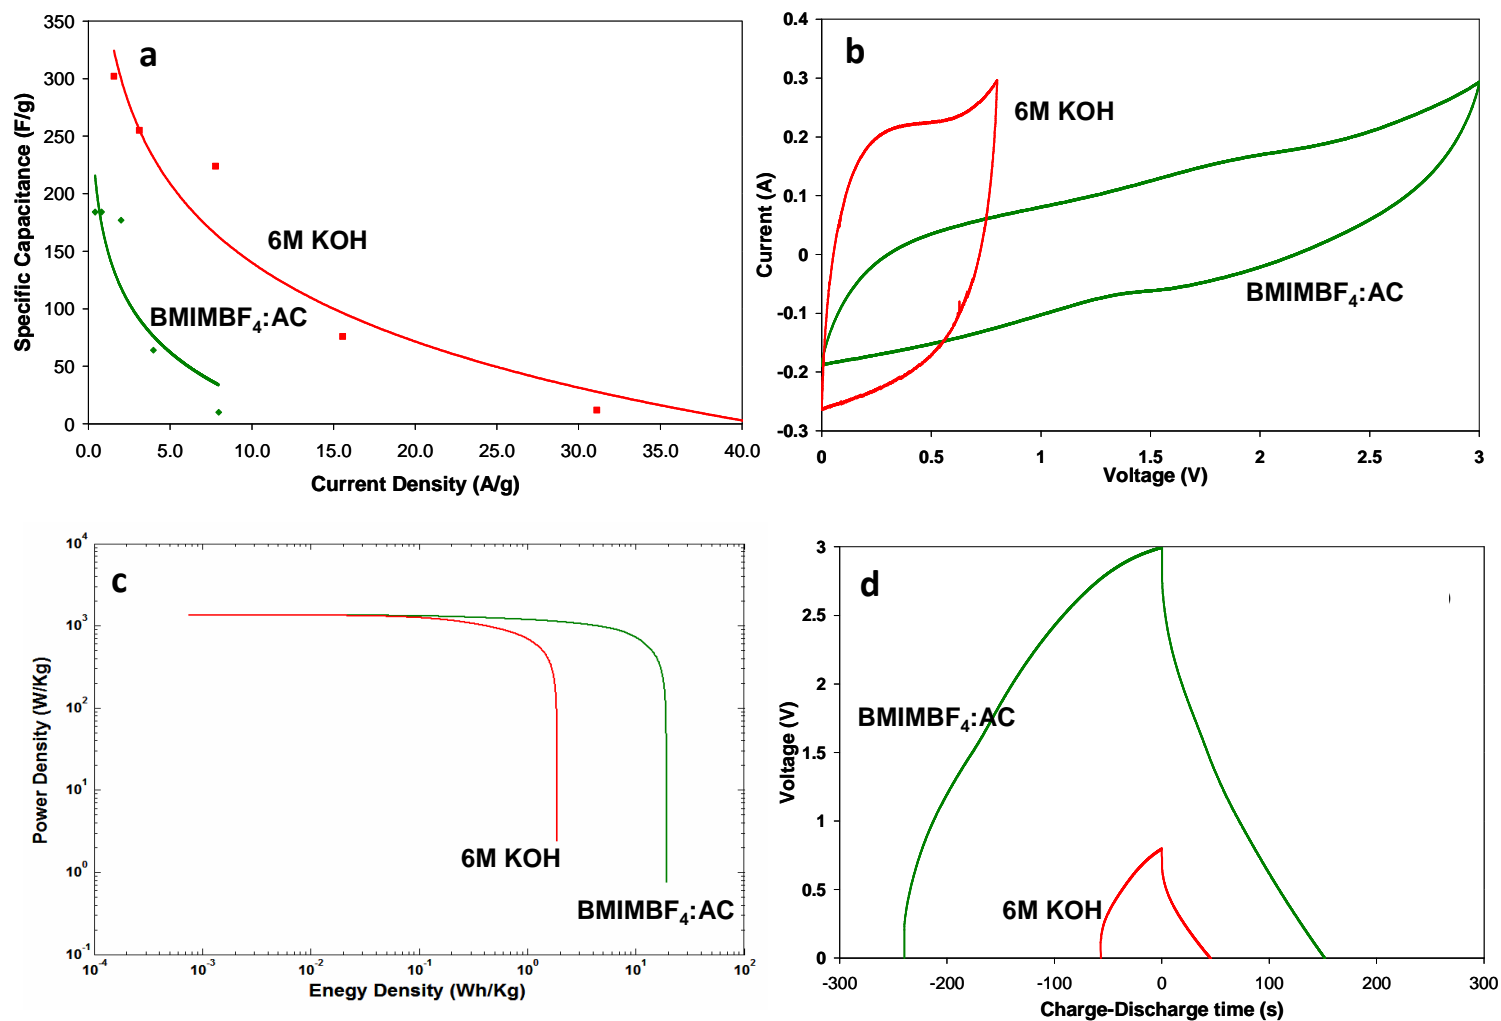 a
350
300
250
200
150
100
50
0
Specific Capacitance (F/g)
6M KOH
BMIMBF4:AC
0.0 5.0 10.0 15.0 20.0 25.0 30.0 35.0 40.0
Current Density (A/g)
b
0.4
0.3
0.2
0.1
0
-0.1
-0.2
-0.3
Current (A)
6M KOH
BMIMBF4:AC
0 0.5 1 1.5 2 2.5 3
Voltage (V)
c
10^4
10^3
10^2
10^1
10^0
10^-1
Power Density (W/Kg)
6M KOH
BMIMBF4:AC
10^-4 10^-3 10^-2 10^-1 10^0 10^1 10^2
Enegy Density (Wh/Kg)
d
3
2.5
2
1.5
1
0.5
0
Voltage (V)
BMIMBF4:AC
6M KOH
-300 -200 -100 0 100 200 300
Charge-Discharge time (s)